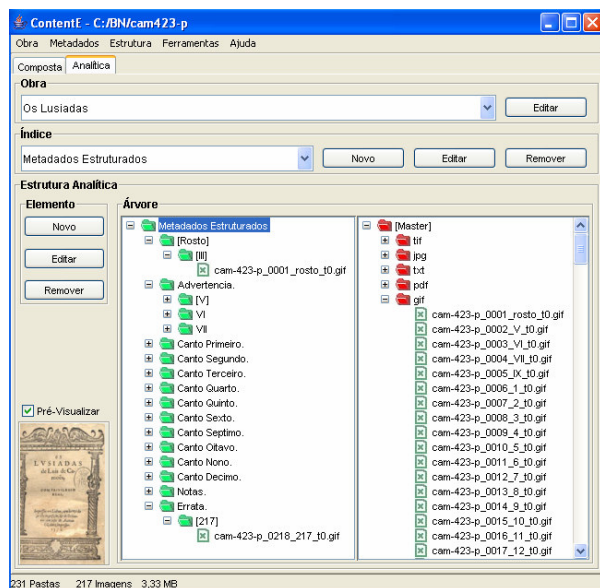 ContentE - C:/BN/cam423-p
Obra Metadados Estrutura Ferramentas Ajuda
Composta Analítica
Obra
Os Lusiadas Editar
Índice
Metadados Estruturados Novo Editar Remover
Estrutura Analítica
Elemento
Novo
Editar
Remover
Pré-Visualizar
Árvore
Metadados Estruturados
[Rosto]
[III]
cam-423-p_0001_rosto_t0.gif
Advertencia.
[V]
VI
VII
Canto Primeiro.
Canto Segundo.
Canto Terceiro.
Canto Quarto.
Canto Quinto.
Canto Sexto.
Canto Septimo.
Canto Oitavo.
Canto Nono.
Canto Decimo.
Notas.
Errata.
[217]
cam-423-p_0218_217_t0.gif
[Master]
tif
jpg
txt
pdf
gif
cam-423-p_0001_rosto_t0.gif
cam-423-p_0002_V_t0.gif
cam-423-p_0003_VI_t0.gif
cam-423-p_0004_VII_t0.gif
cam-423-p_0005_IX_t0.gif
cam-423-p_0006_1_t0.gif
cam-423-p_0007_2_t0.gif
cam-423-p_0008_3_t0.gif
cam-423-p_0009_4_t0.gif
cam-423-p_0010_5_t0.gif
cam-423-p_0011_6_t0.gif
cam-423-p_0012_7_t0.gif
cam-423-p_0013_8_t0.gif
cam-423-p_0014_9_t0.gif
cam-423-p_0015_10_t0.gif
cam-423-p_0016_11_t0.gif
cam-423-p_0017_12_t0.gif
OS
LVSIADAS
de Luis de Ca-
231 Pastas 217 Imagens 3,33 MB